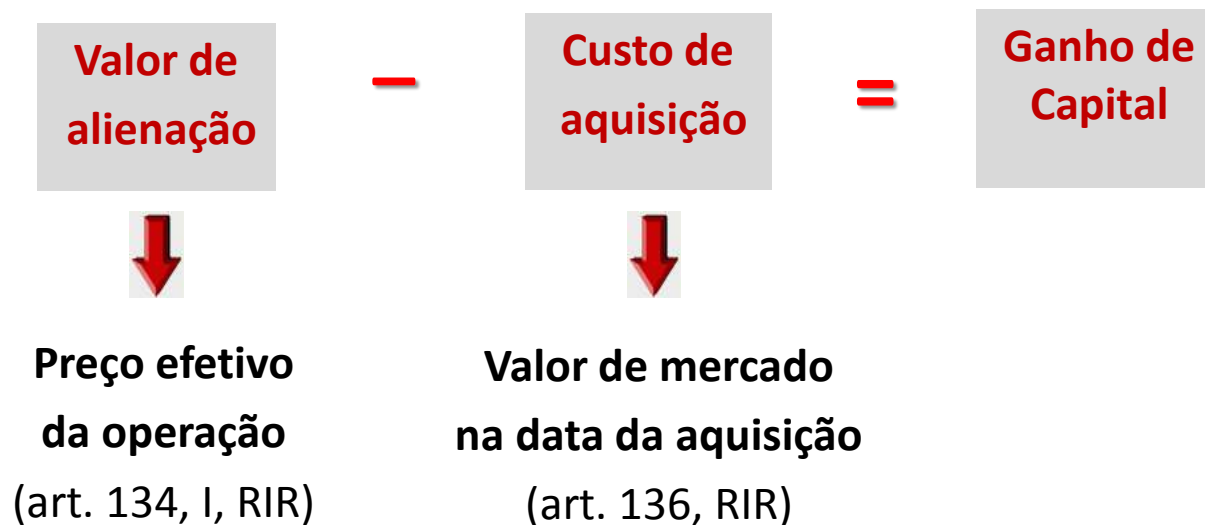 Valor de
alienação
–
Custo de
aquisição
=
Ganho de
Capital
Preço efetivo
da operação
(art. 134, I, RIR)
Valor de mercado
na data da aquisição
(art. 136, RIR)